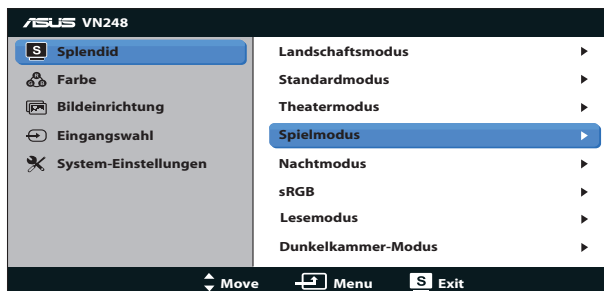 ASUS VN248
S Splendid
Farbe
Bildeinrichtung
Eingangswahl
System-Einstellungen
Landschaftsmodus
Standardmodus
Theatermodus
Spielmodus
Nachtmodus
sRGB
Lesemodus
Dunkelkammer-Modus
Move Menu S Exit